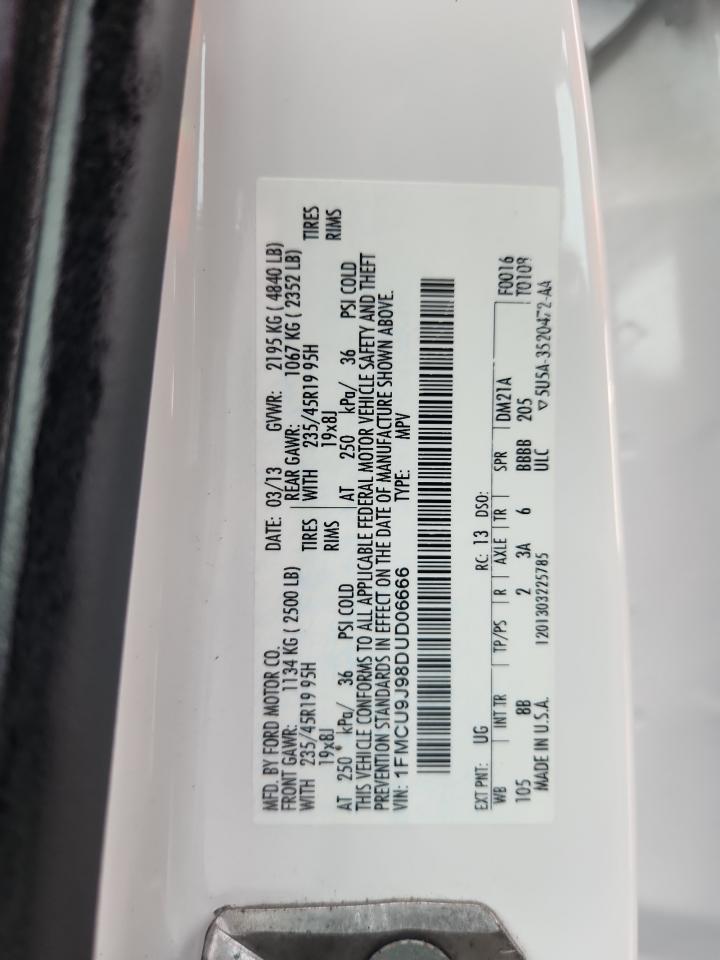 MFD. BY FORD MOTOR CO. DATE: 03/13 GVWR: 2195 KG ( 4840 LB)
FRONT GAWR: 1134 KG ( 2500 LB) REAR GAWR: 1067 KG ( 2352 LB)
WITH 235/45R19 95H TIRES WITH 235/45R19 95H TIRES
19x8J RIMS 19x8J RIMS
AT 250 kPa/ 36 PSI COLD AT 250 kPa/ 36 PSI COLD
THIS VEHICLE CONFORMS TO ALL APPLICABLE FEDERAL MOTOR VEHICLE SAFETY AND THEFT
PREVENTION STANDARDS IN EFFECT ON THE DATE OF MANUFACTURE SHOWN ABOVE.
VIN: 1FMCU9J98DUD06666 TYPE: MPV
EXT PNT: UG RC: 13 DSO:
WB INT TR TP/PS R AXLE TR SPR DM21A F0016
105 8B 2 3A 6 BBBB 205 T0109
MADE IN U.S.A. 1201303225785 ULC ▽5U5A-3520472-AA